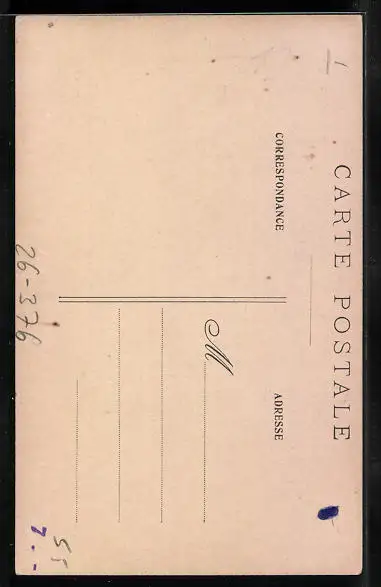 CARTE POSTALE
CORRESPONDANCE
ADRESSE
M
26-376
55
7.-